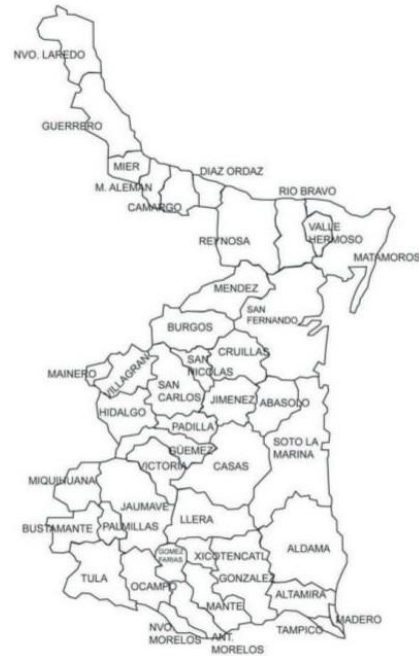 NVO. LAREDO
GUERRERO
MIER
DIAZ ORDAZ
M. ALEMAN
RIO BRAVO
CAMARGO
VALLE
HERMOSO
REYNOSA
MATAMOROS
MENDEZ
SAN
FERNANDO
BURGOS
CRUILLAS
SAN
NICOLAS
MAINERO
VILLAGRAN
SAN
CARLOS
JIMENEZ
ABASOLO
HIDALGO
PADILLA
SOTO LA
MARINA
GÜEMEZ
VICTORIA
CASAS
MIQUIHUANA
JAUMAVE
BUSTAMANTE
PALMILLAS
LLERA
GOMEZ
FARIAS
XICOTENCATL
ALDAMA
TULA
OCAMPO
GONZALEZ
ALTAMIRA
MANTE
MADERO
NVO.
MORELOS
ANT.
MORELOS
TAMPICO